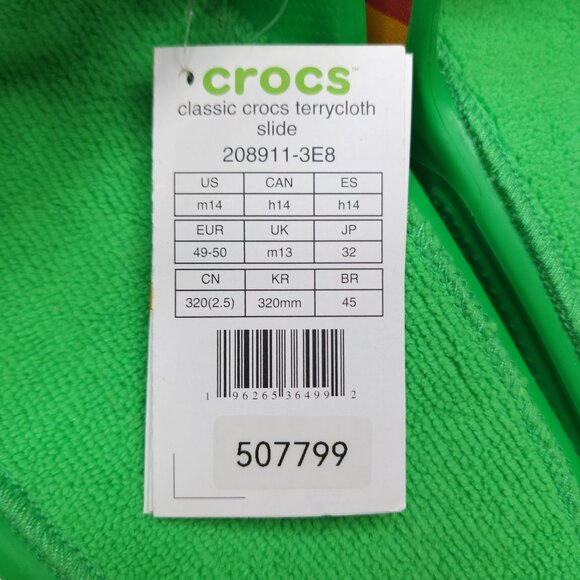 crocs™
classic crocs terrycloth
slide
208911-3E8
US CAN ES
m14 h14 h14
EUR UK JP
49-50 m13 32
CN KR BR
320(2.5) 320mm 45
1 96265 36499 2
507799